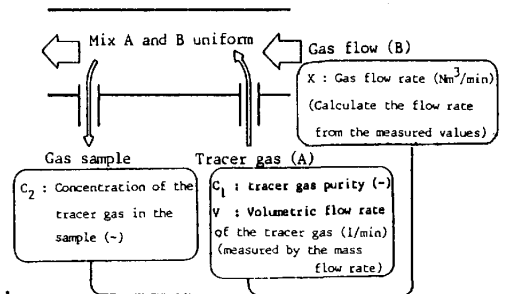 Mix A and B uniform
Gas flow (B)
X : Gas flow rate (Nm³/min)
(Calculate the flow rate
from the measured values)
Gas sample
C₂ : Concentration of the
tracer gas in the
sample (~)
Tracer gas (A)
C₁ : tracer gas purity (-)
V : Volumetric flow rate
of the tracer gas (l/min)
(measured by the mass
flow rate)